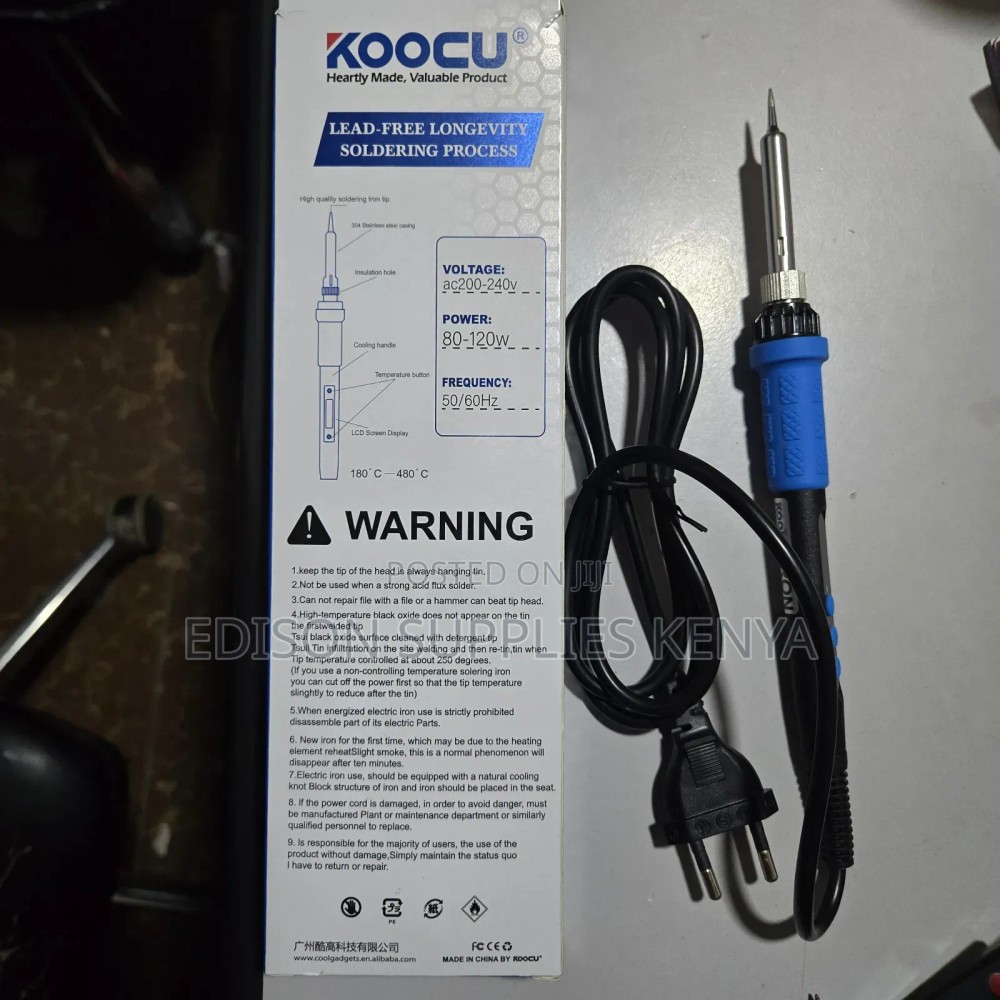 KOOCU®
Heartly Made, Valuable Product
LEAD-FREE LONGEVITY
SOLDERING PROCESS
High quality soldering iron tip
304 Stainless steel casing
Insulation hole
Cooling handle
Temperature button
LCD Screen Display
180°C—480°C
VOLTAGE:
ac200-240v
POWER:
80-120w
FREQUENCY:
50/60Hz
WARNING
1.keep the tip of the head is always hanging tin.
2.Not be used when a strong acid flux solder.
3.Can not repair file with a file or a hammer can beat tip head.
4.High-temperature black oxide does not appear on the tin
the firstwelded tip
Tsui black oxide surface cleaned with detergent tip
Tsuil Tin infiltration on the site welding and then re-tin,tin when
Tip temperature controlled at about 250 degrees.
(If you use a non-controlling temperature solering iron
you can cut off the power first so that the tip temperature
slinghtly to reduce after the tin)
5.When energized electric iron use is strictly prohibited
disassemble part of its electric Parts.
6. New iron for the first time, which may be due to the heating
element reheatSlight smoke, this is a normal phenomenon will
disappear after ten minutes.
7.Electric iron use, should be equipped with a natural cooling
knot Block structure of iron and iron should be placed in the seat.
8. If the power cord is damaged, in order to avoid danger, must
be manufactured Plant or maintenance department or similarly
qualified personnel to replace.
9. Is responsible for the majority of users, the use of the
product without damage,Simply maintain the status quo
I have to return or repair.
PE
紙
广州酷高科技有限公司
www.coolgadgets.en.alibaba.com
FC CE
MADE IN CHINA BY KOOCU®
POSTED ON JIJI
EDISON SUPPLIES KENYA